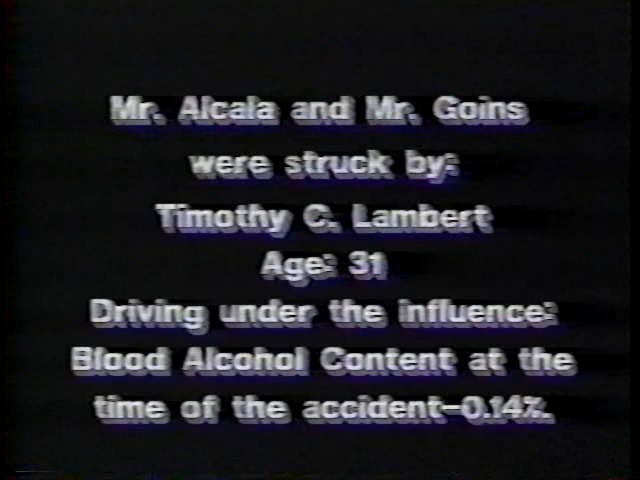 Mr. Alcala and Mr. Goins
were struck by:
Timothy C. Lambert
Age: 31
Driving under the influence:
Blood Alcohol Content at the
time of the accident—0.14%.